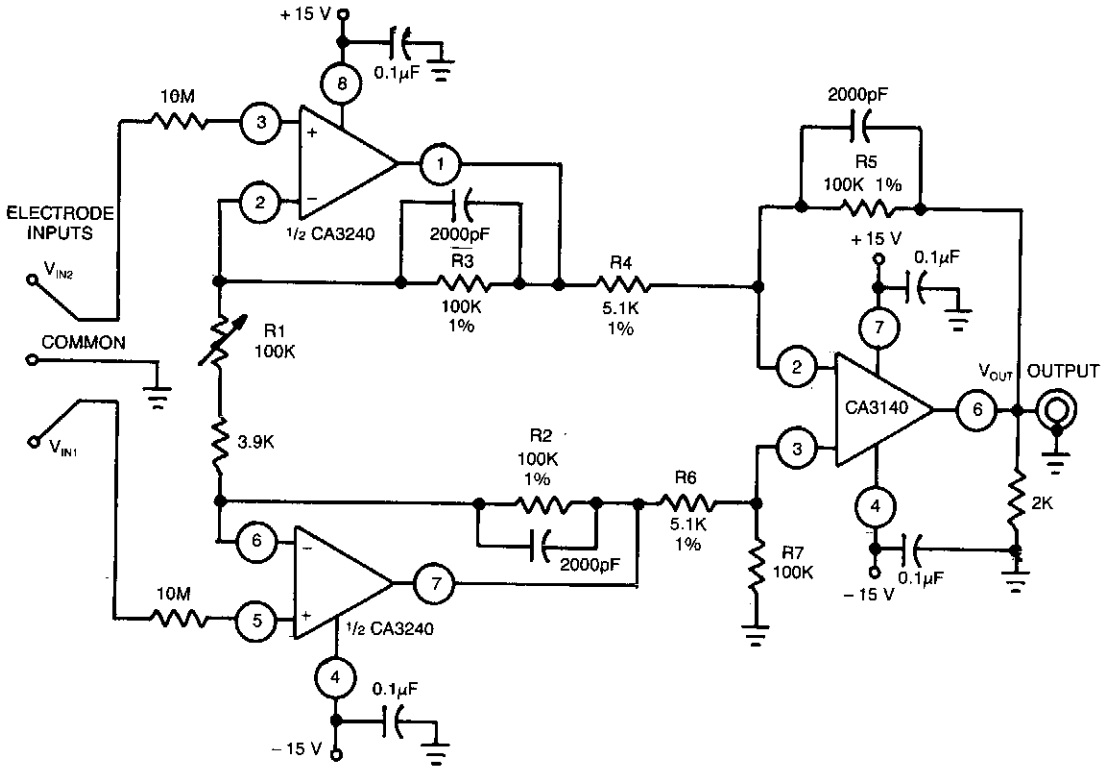 +15 V
0.1µF
8
10M
3
+
1
2
−
½ CA3240
2000pF
R3
100K
1%
R4
5.1K
1%
2000pF
R5
100K 1%
+15 V
0.1µF
7
ELECTRODE
INPUTS
VIN2
COMMON
VIN1
R1
100K
3.9K
2
CA3140
3
VOUT OUTPUT
6
4
2K
0.1µF
−15 V
R2
100K
1%
2000pF
R6
5.1K
1%
R7
100K
6
−
7
10M
5
+
½ CA3240
4
0.1µF
−15 V